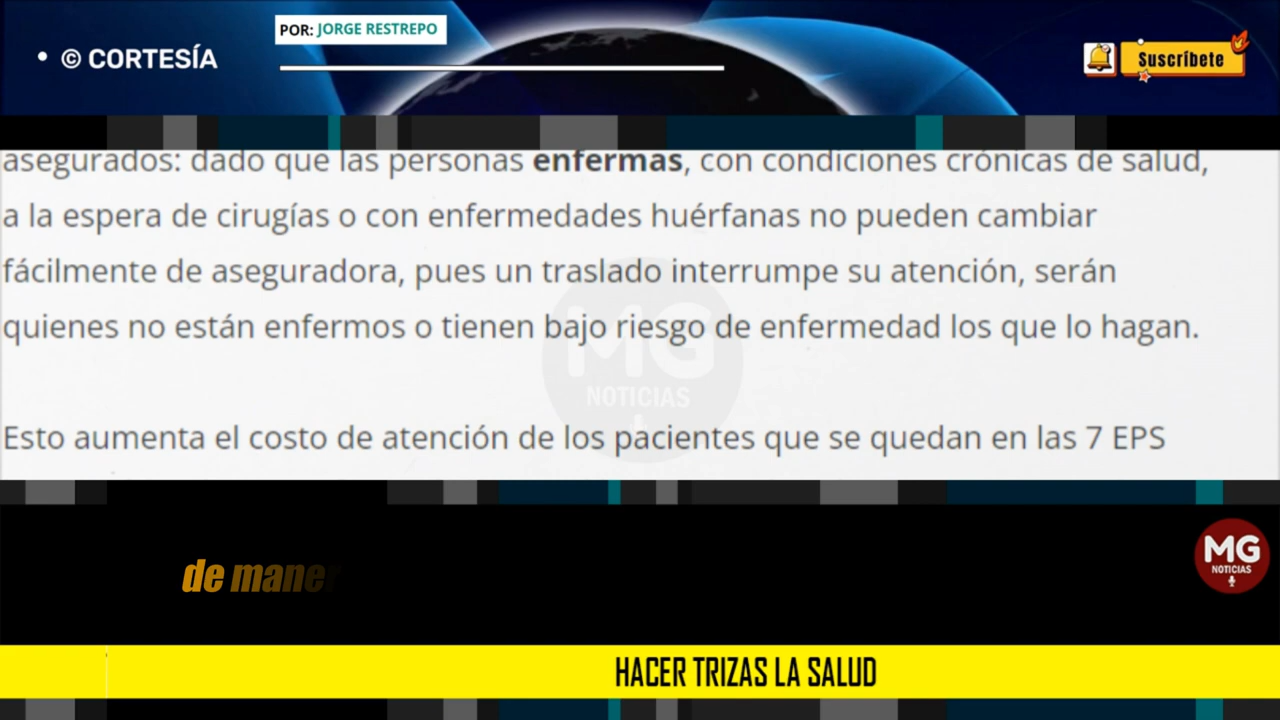 POR: JORGE RESTREPO
• © CORTESÍA
Suscríbete
asegurados: dado que las personas enfermas, con condiciones crónicas de salud,
a la espera de cirugías o con enfermedades huérfanas no pueden cambiar
fácilmente de aseguradora, pues un traslado interrumpe su atención, serán
quienes no están enfermos o tienen bajo riesgo de enfermedad los que lo hagan.
MG
NOTICIAS
Esto aumenta el costo de atención de los pacientes que se quedan en las 7 EPS
MG
NOTICIAS
de maner
HACER TRIZAS LA SALUD